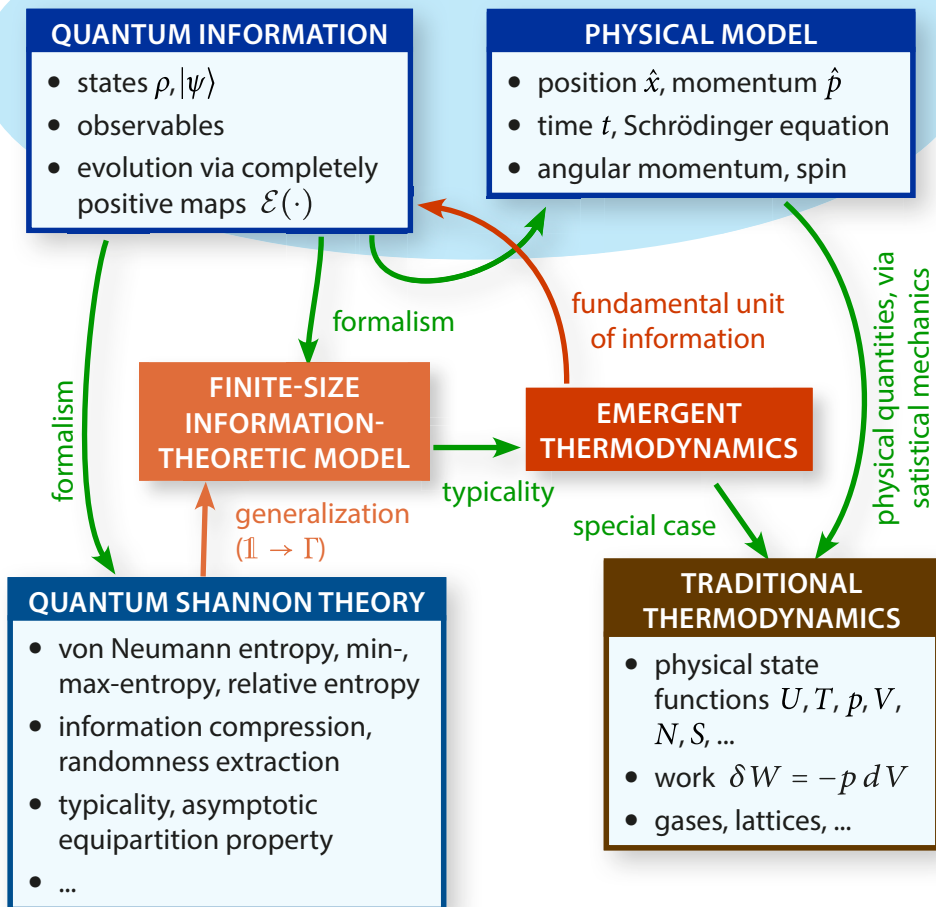 QUANTUM INFORMATION
• states ρ, |ψ⟩
• observables
• evolution via completely
positive maps ℰ(·)
PHYSICAL MODEL
• position x̂, momentum p̂
• time t, Schrödinger equation
• angular momentum, spin
formalism
fundamental unit
of information
physical quantities, via
satistical mechanics
formalism
FINITE-SIZE
INFORMATION-
THEORETIC MODEL
EMERGENT
THERMODYNAMICS
typicality
generalization
(𝟙 → Γ)
special case
QUANTUM SHANNON THEORY
• von Neumann entropy, min-,
max-entropy, relative entropy
• information compression,
randomness extraction
• typicality, asymptotic
equipartition property
• ...
TRADITIONAL
THERMODYNAMICS
• physical state
functions U, T, p, V,
N, S, ...
• work δW = −p dV
• gases, lattices, ...